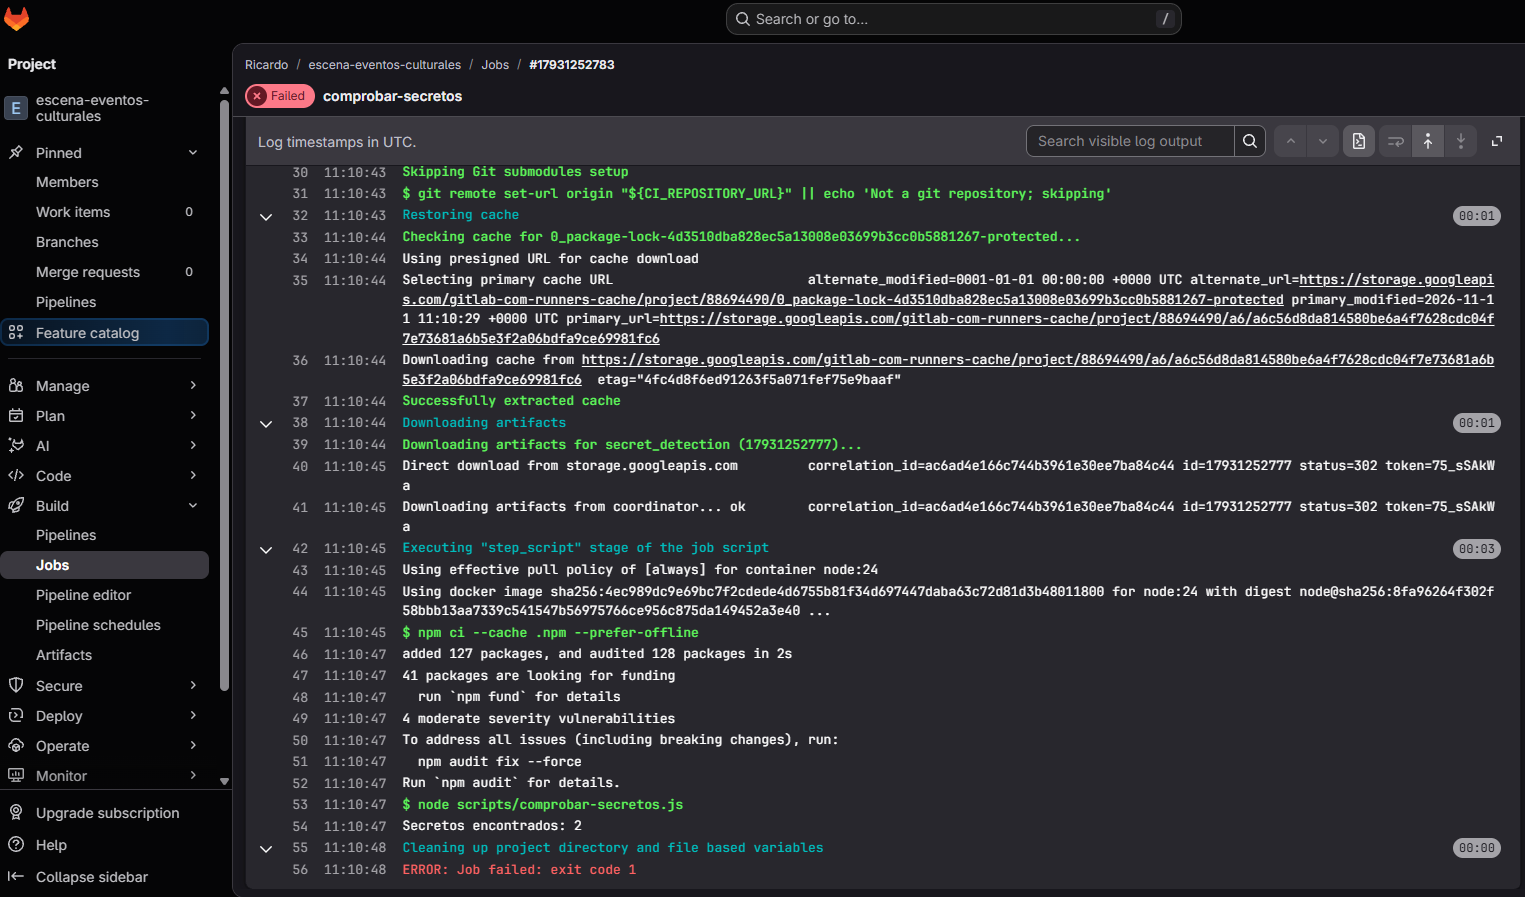 Search or go to...
/
Project
E
escena-eventos-
culturales
Pinned
Members
Work items 0
Branches
Merge requests 0
Pipelines
Feature catalog
Manage
Plan
AI
Code
Build
Pipelines
Jobs
Pipeline editor
Pipeline schedules
Artifacts
Secure
Deploy
Operate
Monitor
Upgrade subscription
Help
Collapse sidebar
Ricardo / escena-eventos-culturales / Jobs / #17931252783
Failed comprobar-secretos
Log timestamps in UTC.
Search visible log output
30 11:10:43 Skipping Git submodules setup
31 11:10:43 $ git remote set-url origin "${CI_REPOSITORY_URL}" || echo 'Not a git repository; skipping'
32 11:10:43 Restoring cache 00:01
33 11:10:44 Checking cache for 0_package-lock-4d3510dba828ec5a13008e03699b3cc0b5881267-protected...
34 11:10:44 Using presigned URL for cache download
35 11:10:44 Selecting primary cache URL alternate_modified=0001-01-01 00:00:00 +0000 UTC alternate_url=https://storage.googleapi
s.com/gitlab-com-runners-cache/project/88694490/0_package-lock-4d3510dba828ec5a13008e03699b3cc0b5881267-protected primary_modified=2026-11-1
1 11:10:29 +0000 UTC primary_url=https://storage.googleapis.com/gitlab-com-runners-cache/project/88694490/a6/a6c56d8da814580be6a4f7628cdc04f
7e73681a6b5e3f2a06bdfa9ce69981fc6
36 11:10:44 Downloading cache from https://storage.googleapis.com/gitlab-com-runners-cache/project/88694490/a6/a6c56d8da814580be6a4f7628cdc04f7e73681a6b
5e3f2a06bdfa9ce69981fc6 etag="4fc4d8f6ed91263f5a071fef75e9baaf"
37 11:10:44 Successfully extracted cache
38 11:10:44 Downloading artifacts 00:01
39 11:10:44 Downloading artifacts for secret_detection (17931252777)...
40 11:10:45 Direct download from storage.googleapis.com correlation_id=ac6ad4e166c744b3961e30ee7ba84c44 id=17931252777 status=302 token=75_sSAkW
a
41 11:10:45 Downloading artifacts from coordinator... ok correlation_id=ac6ad4e166c744b3961e30ee7ba84c44 id=17931252777 status=302 token=75_sSAkW
a
42 11:10:45 Executing "step_script" stage of the job script 00:03
43 11:10:45 Using effective pull policy of [always] for container node:24
44 11:10:45 Using docker image sha256:4ec989dc9e69bc7f2cdede4d6755b81f34d697447daba63c72d81d3b48011800 for node:24 with digest node@sha256:8fa96264f302f
58bbb13aa7339c541547b56975766ce956c875da149452a3e40 ...
45 11:10:45 $ npm ci --cache .npm --prefer-offline
46 11:10:47 added 127 packages, and audited 128 packages in 2s
47 11:10:47 41 packages are looking for funding
48 11:10:47 run `npm fund` for details
49 11:10:47 4 moderate severity vulnerabilities
50 11:10:47 To address all issues (including breaking changes), run:
51 11:10:47 npm audit fix --force
52 11:10:47 Run `npm audit` for details.
53 11:10:47 $ node scripts/comprobar-secretos.js
54 11:10:47 Secretos encontrados: 2
55 11:10:48 Cleaning up project directory and file based variables 00:00
56 11:10:48 ERROR: Job failed: exit code 1